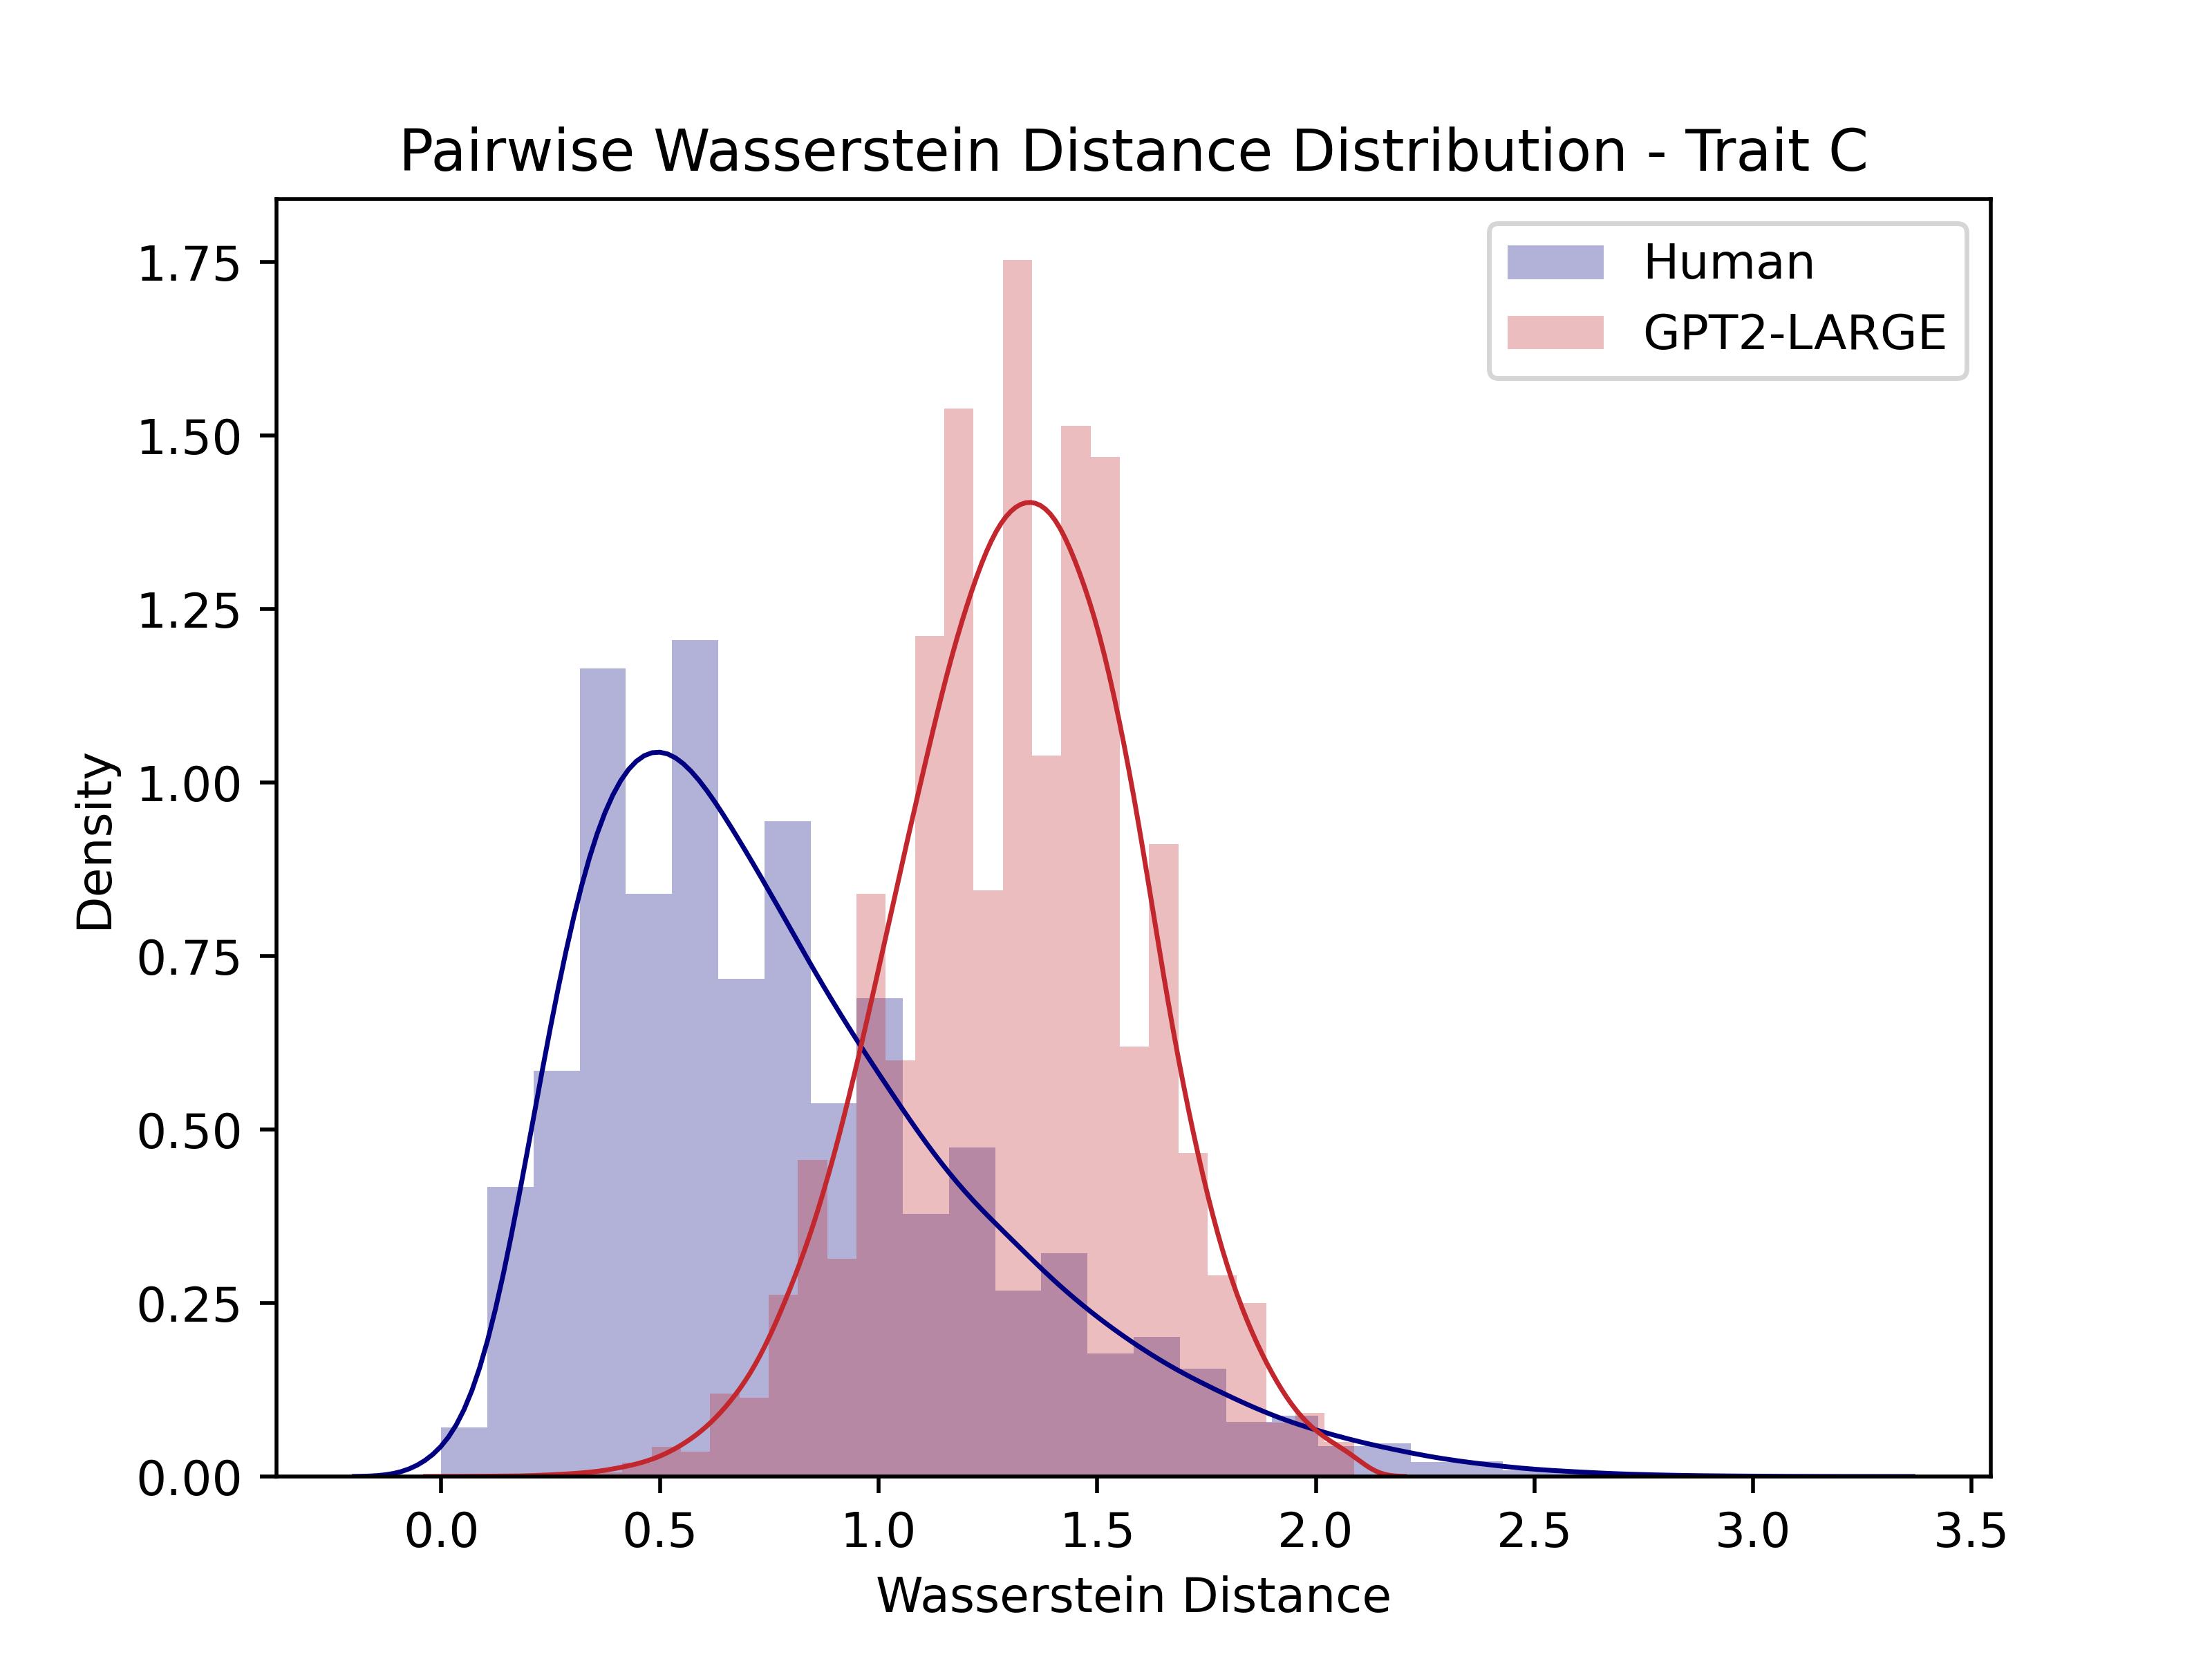 Pairwise Wasserstein Distance Distribution - Trait C
Human
GPT2-LARGE
1.75
1.50
1.25
1.00
0.75
0.50
0.25
0.00
Density
0.0 0.5 1.0 1.5 2.0 2.5 3.0 3.5
Wasserstein Distance